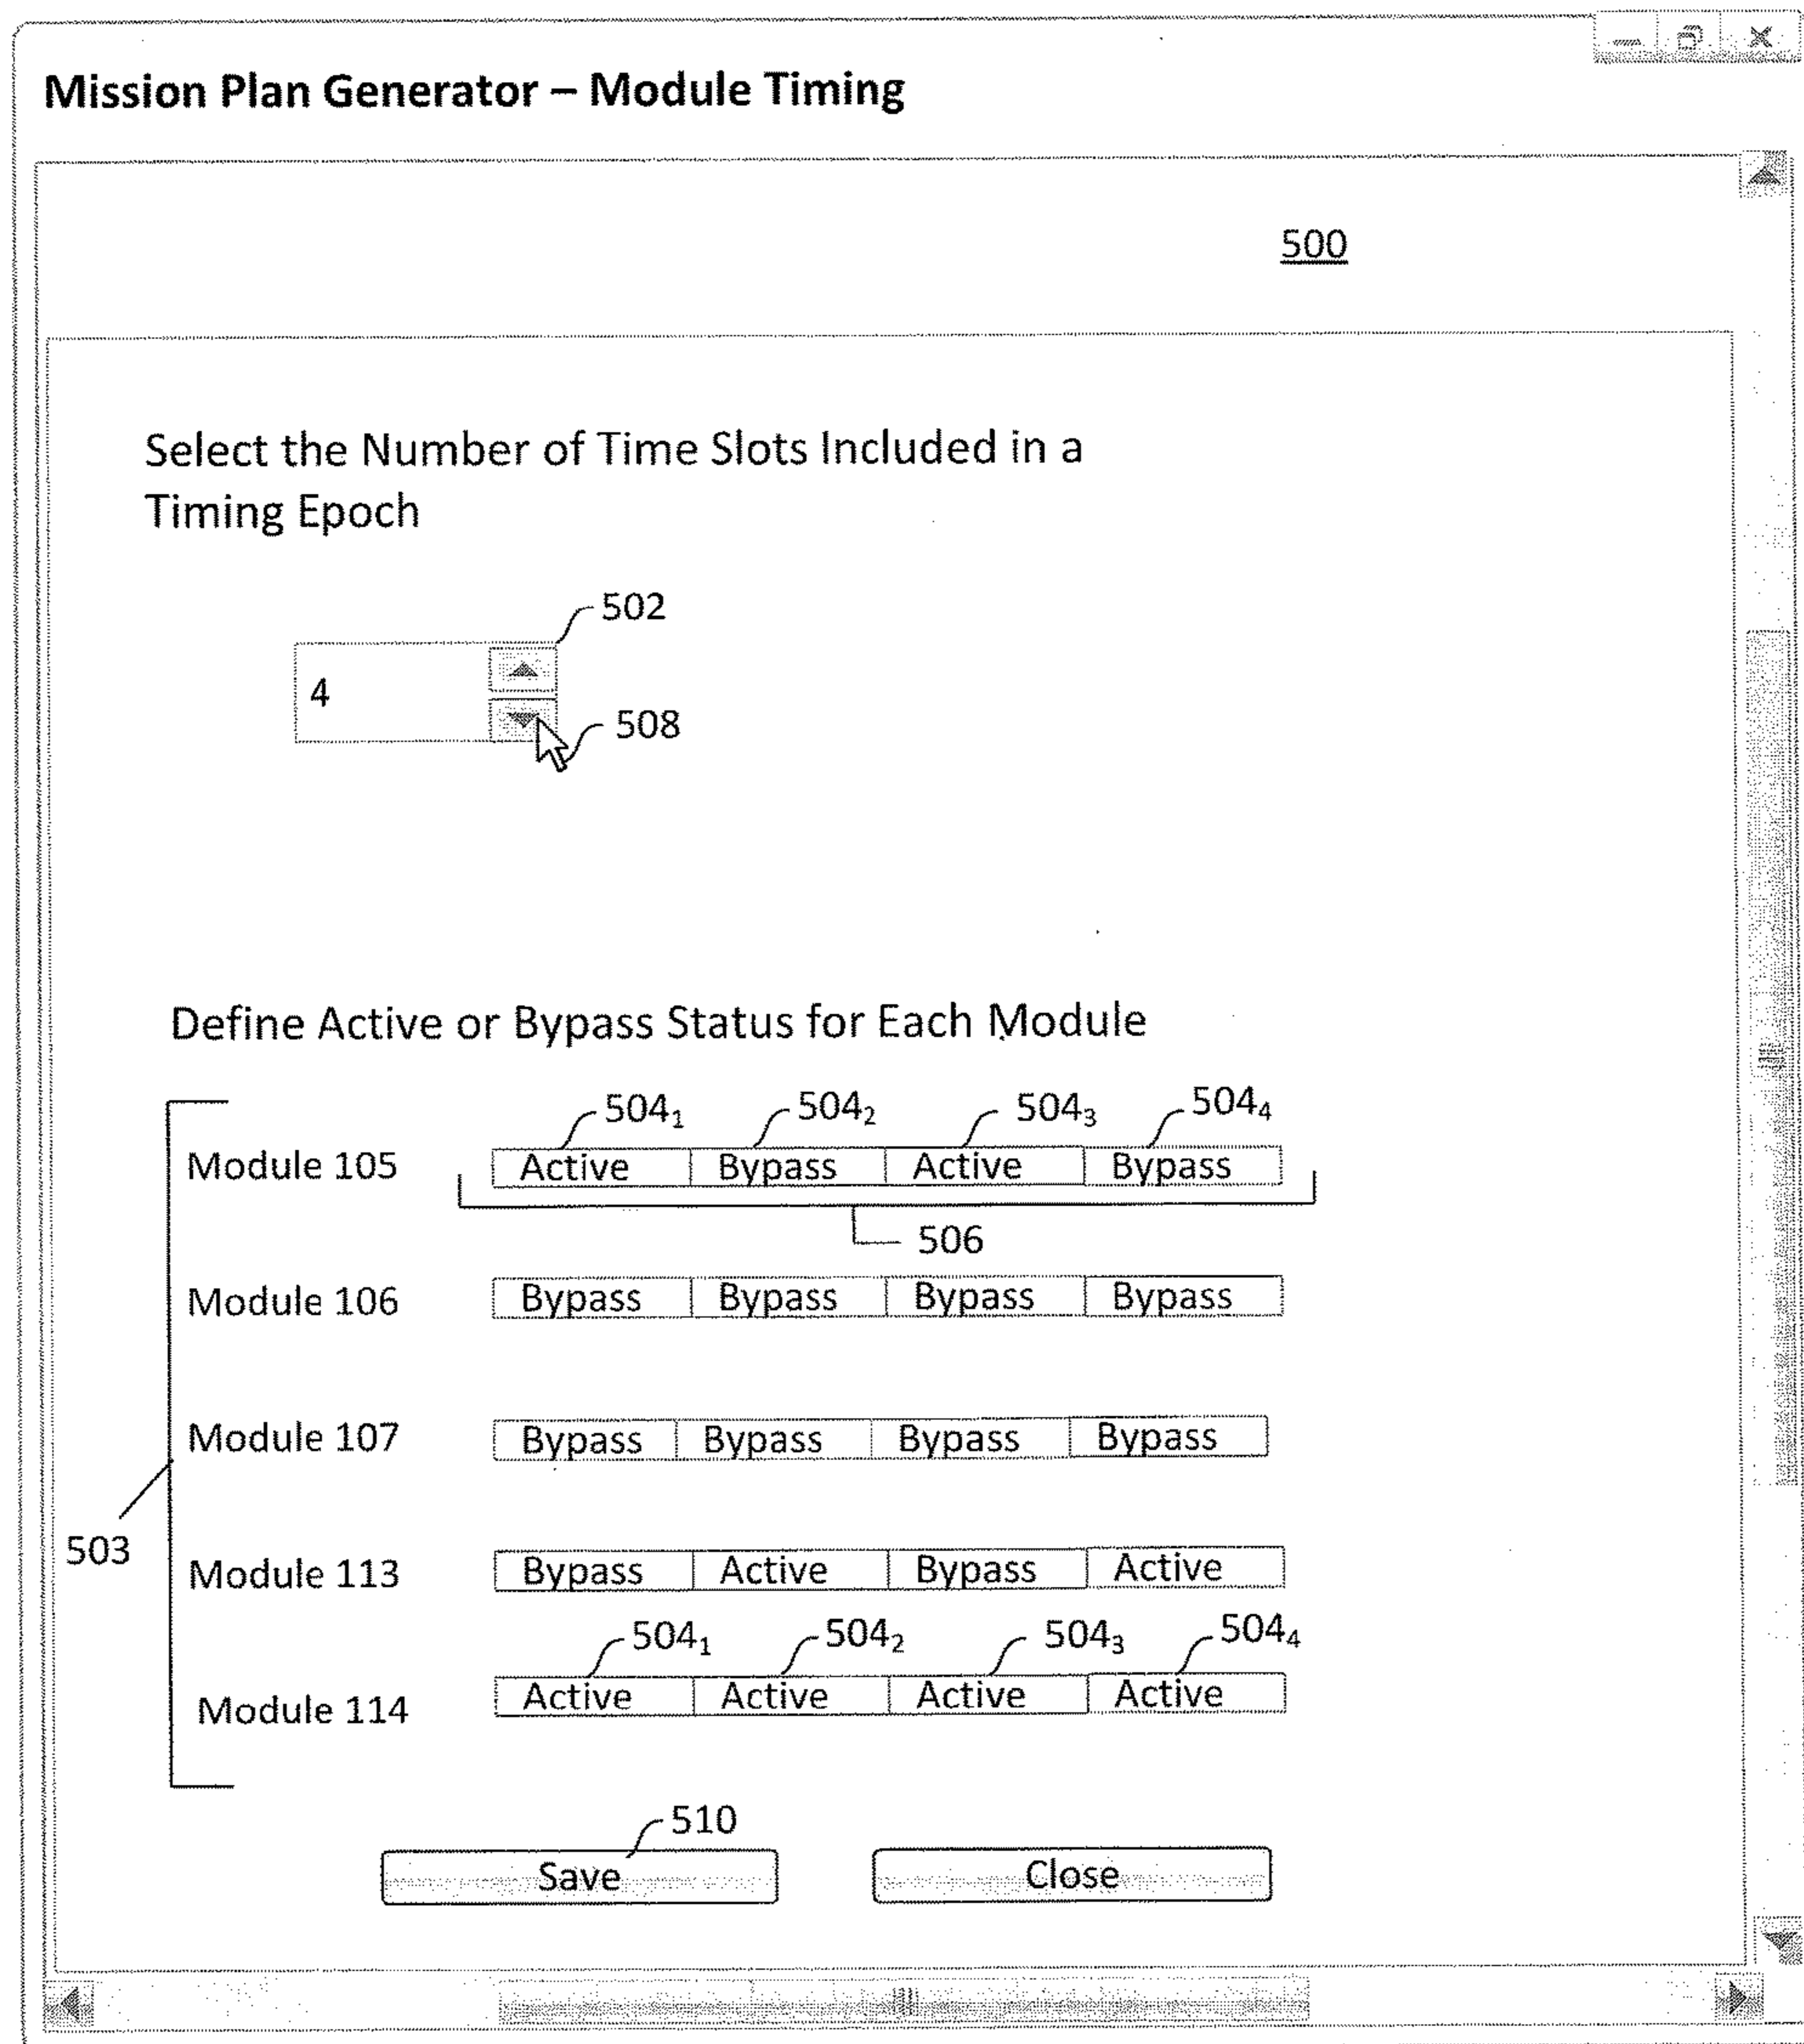 Mission Plan Generator – Module Timing
500
Select the Number of Time Slots Included in a
Timing Epoch
502
4
508
Define Active or Bypass Status for Each Module
504₁ 504₂ 504₃ 504₄
Module 105 Active Bypass Active Bypass
506
Module 106 Bypass Bypass Bypass Bypass
Module 107 Bypass Bypass Bypass Bypass
503
Module 113 Bypass Active Bypass Active
504₁ 504₂ 504₃ 504₄
Module 114 Active Active Active Active
510
Save Close